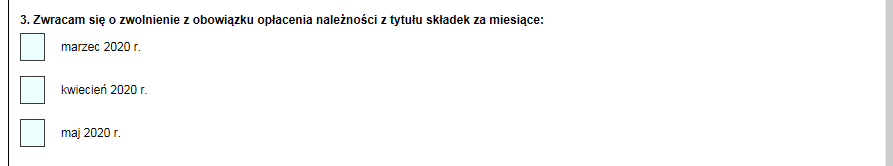 3. Zwracam się o zwolnienie z obowiązku opłacenia należności z tytułu składek za miesiące:
marzec 2020 r.
kwiecień 2020 r.
maj 2020 r.